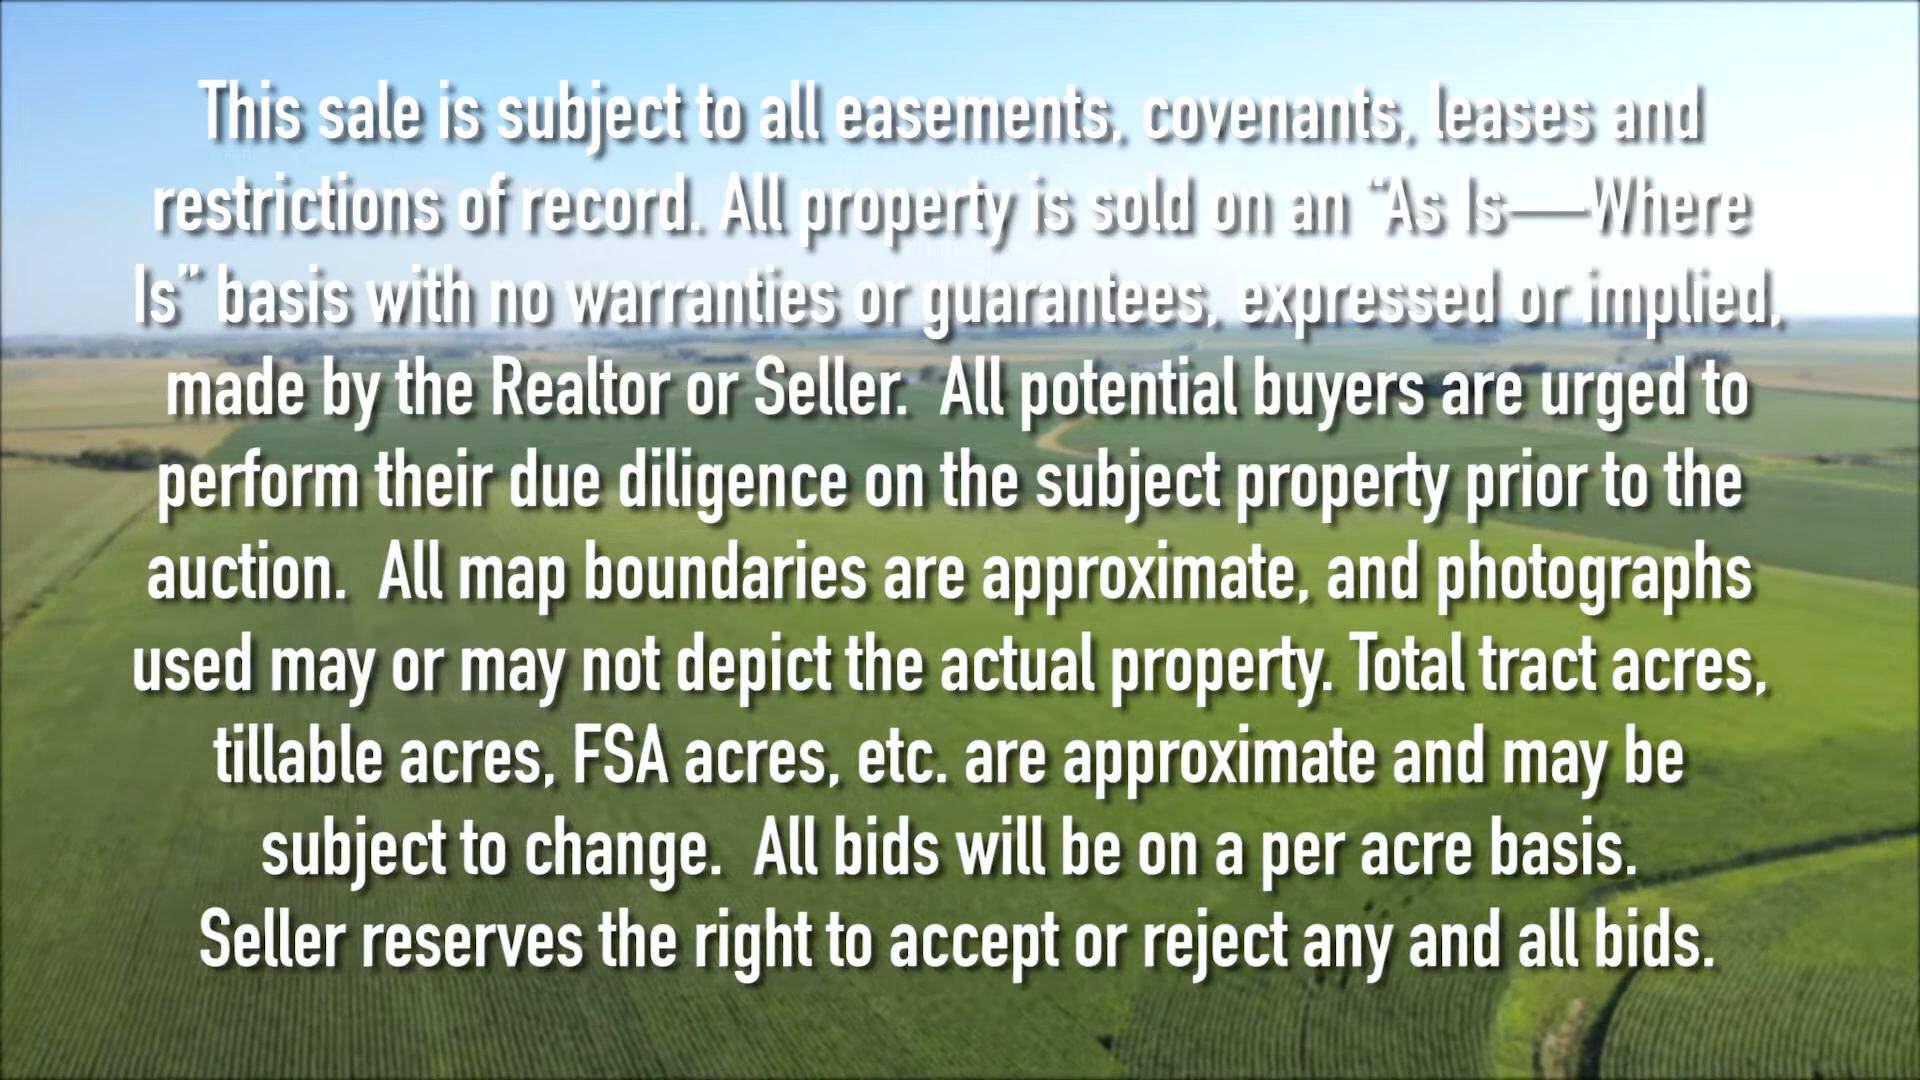 This sale is subject to all easements, covenants, leases and
restrictions of record. All property is sold on an “As Is—Where
Is” basis with no warranties or guarantees, expressed or implied,
made by the Realtor or Seller.  All potential buyers are urged to
perform their due diligence on the subject property prior to the
auction.  All map boundaries are approximate, and photographs
used may or may not depict the actual property. Total tract acres,
tillable acres, FSA acres, etc. are approximate and may be
subject to change.  All bids will be on a per acre basis.
Seller reserves the right to accept or reject any and all bids.